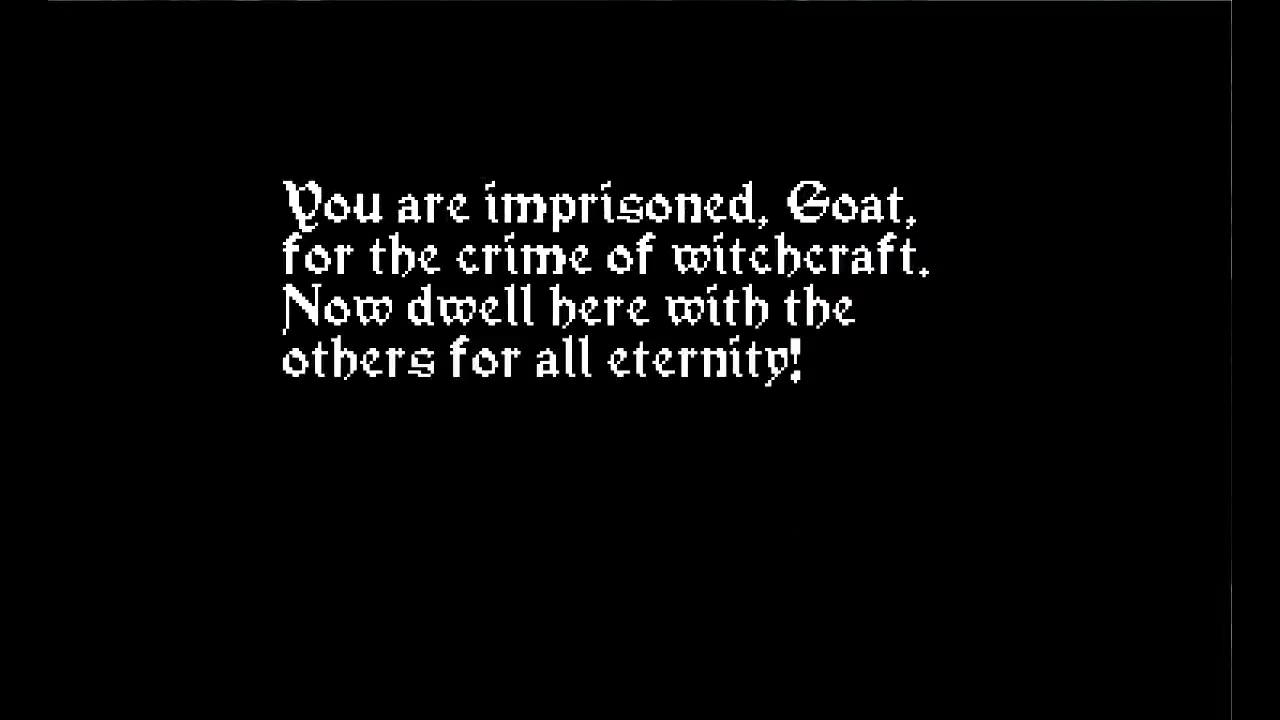 You are imprisoned, Goat,
for the crime of witchcraft.
Now dwell here with the
others for all eternity!